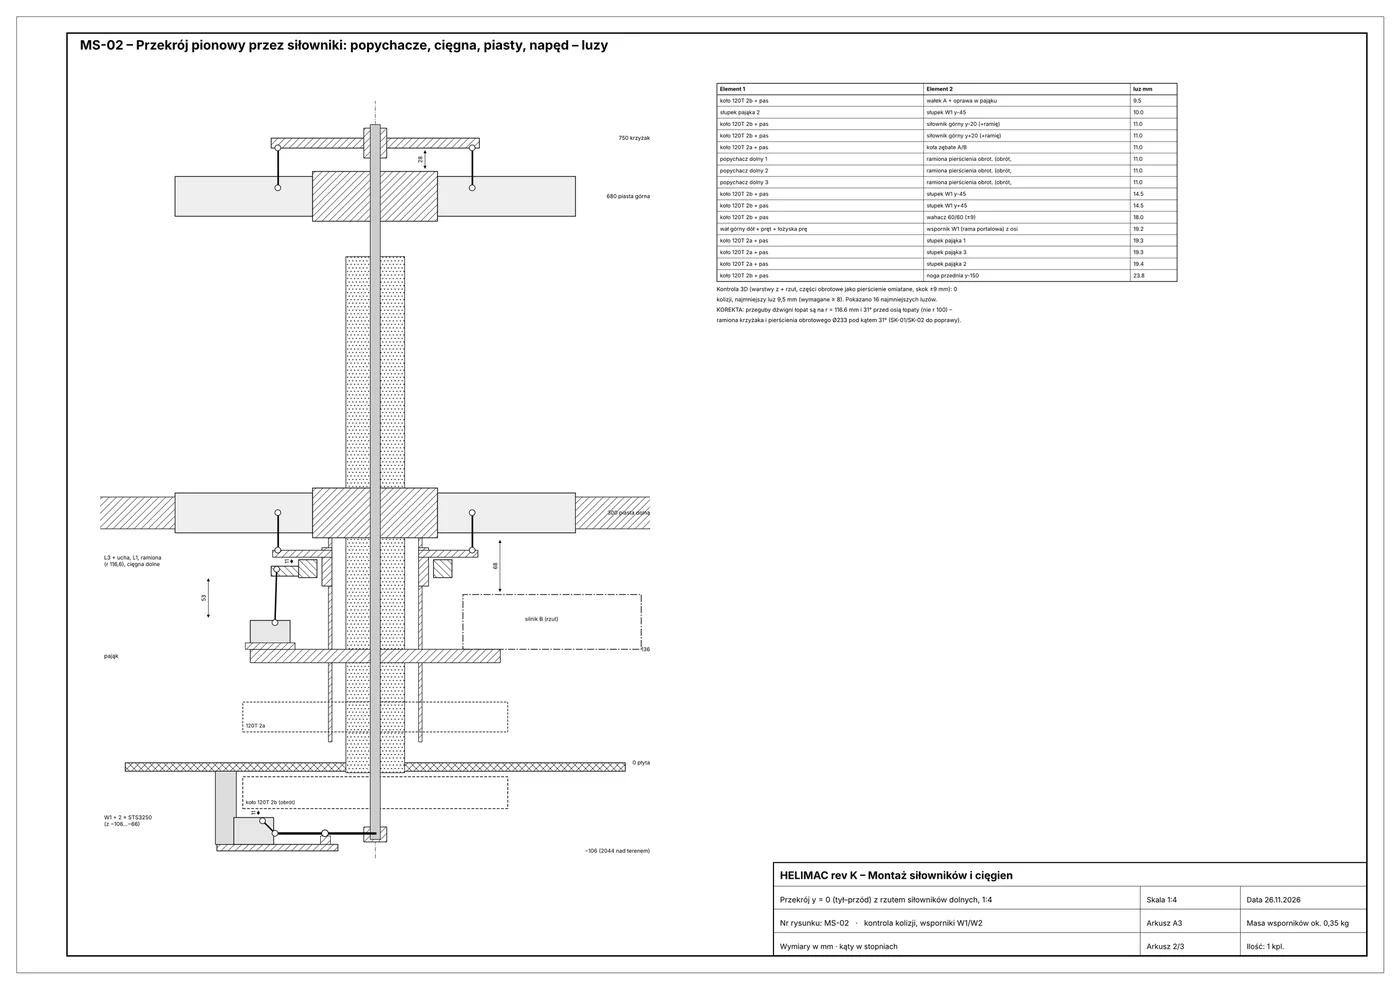 MS-02 – Przekrój pionowy przez siłowniki: popychacze, cięgna, piasty, napęd – luzy
750 krzyżak
28
680 piasta górna
300 piasta dolna
L3 + ucha, L1, ramiona
(r 116,6), cięgna dolne
11
68
53
silnik B (rzut)
136
pająk
120T 2a
0 płyta
koło 120T 2b (obrót)
11
W1 + 2 × STS3250
(z −106…−66)
−106 (2044 nad terenem)
Element 1 Element 2 luz mm
koło 120T 2b + pas wałek A + oprawa w pająku 9.5
słupek pająka 2 słupek W1 y-45 10.0
koło 120T 2b + pas siłownik górny y-20 (+ramię) 11.0
koło 120T 2b + pas siłownik górny y+20 (+ramię) 11.0
koło 120T 2a + pas koła zębate A/B 11.0
popychacz dolny 1 ramiona pierścienia obrot. (obrót, 11.0
popychacz dolny 2 ramiona pierścienia obrot. (obrót, 11.0
popychacz dolny 3 ramiona pierścienia obrot. (obrót, 11.0
koło 120T 2b + pas słupek W1 y-45 14.5
koło 120T 2b + pas słupek W1 y+45 14.5
koło 120T 2b + pas wahacz 60/60 (±9) 18.0
wał górny dół + pręt + łożyska prę wspornik W1 (rama portalowa) z osi 19.2
koło 120T 2a + pas słupek pająka 1 19.3
koło 120T 2a + pas słupek pająka 3 19.3
koło 120T 2a + pas słupek pająka 2 19.4
koło 120T 2b + pas noga przednia y-150 23.8
Kontrola 3D (warstwy z + rzut, części obrotowe jako pierścienie omiatane, skok ±9 mm): 0
kolizji, najmniejszy luz 9,5 mm (wymagane ≥ 8). Pokazano 16 najmniejszych luzów.
KOREKTA: przeguby dźwigni łopat są na r = 116.6 mm i 31° przed osią łopaty (nie r 100) –
ramiona krzyżaka i pierścienia obrotowego Ø233 pod kątem 31° (SK-01/SK-02 do poprawy).
HELIMAC rev K – Montaż siłowników i cięgien
Przekrój y = 0 (tył–przód) z rzutem siłowników dolnych, 1:4 Skala 1:4 Data 26.11.2026
Nr rysunku: MS-02 · kontrola kolizji, wsporniki W1/W2 Arkusz A3 Masa wsporników ok. 0,35 kg
Wymiary w mm · kąty w stopniach Arkusz 2/3 Ilość: 1 kpl.